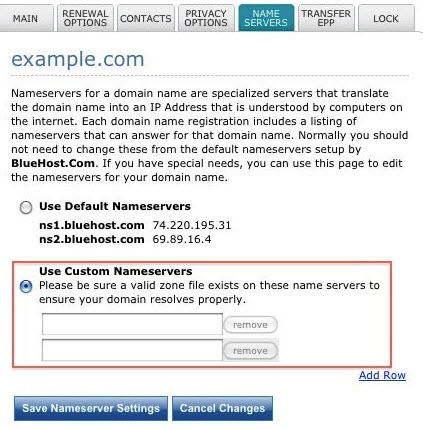 MAIN
RENEWAL OPTIONS
CONTACTS
PRIVACY OPTIONS
NAME SERVERS
TRANSFER EPP
LOCK
example.com
Nameservers for a domain name are specialized servers that translate
the domain name into an IP Address that is understood by computers on
the internet. Each domain name registration includes a listing of
nameservers that can answer for that domain name. Normally you should
not need to change these from the default nameservers setup by
BlueHost.Com. If you have special needs, you can use this page to edit
the nameservers for your domain name.
Use Default Nameservers
ns1.bluehost.com 74.220.195.31
ns2.bluehost.com 69.89.16.4
Use Custom Nameservers
Please be sure a valid zone file exists on these name servers to
ensure your domain resolves properly.
remove
remove
Add Row
Save Nameserver Settings
Cancel Changes